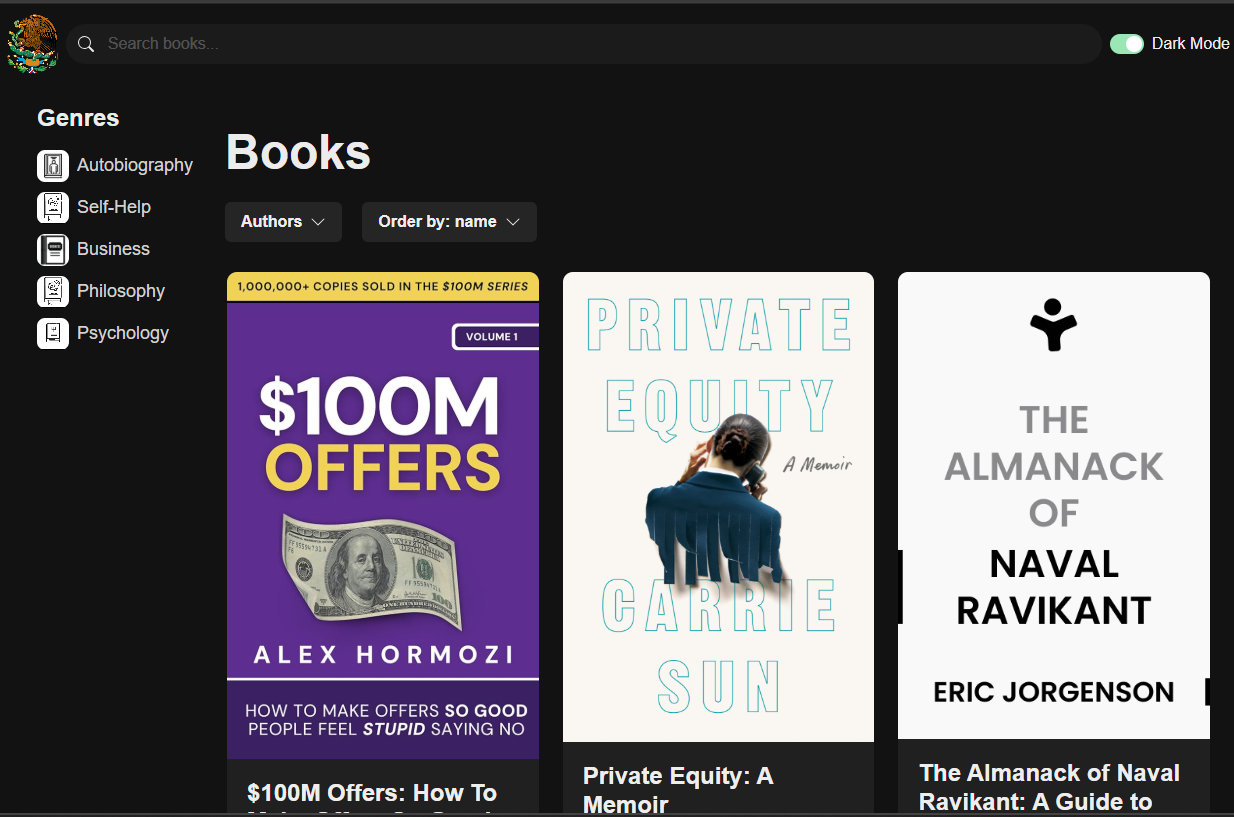 Search books...
Dark Mode
Genres
Autobiography
Self-Help
Business
Philosophy
Psychology
Books
Authors
Order by: name
1,000,000+ COPIES SOLD IN THE $100M SERIES
VOLUME 1
$100M
OFFERS
ALEX HORMOZI
HOW TO MAKE OFFERS SO GOOD
PEOPLE FEEL STUPID SAYING NO
$100M Offers: How To
PRIVATE
EQUITY
A Memoir
CARRIE
SUN
Private Equity: A
Memoir
THE
ALMANACK
OF
NAVAL
RAVIKANT
ERIC JORGENSON
The Almanack of Naval
Ravikant: A Guide to